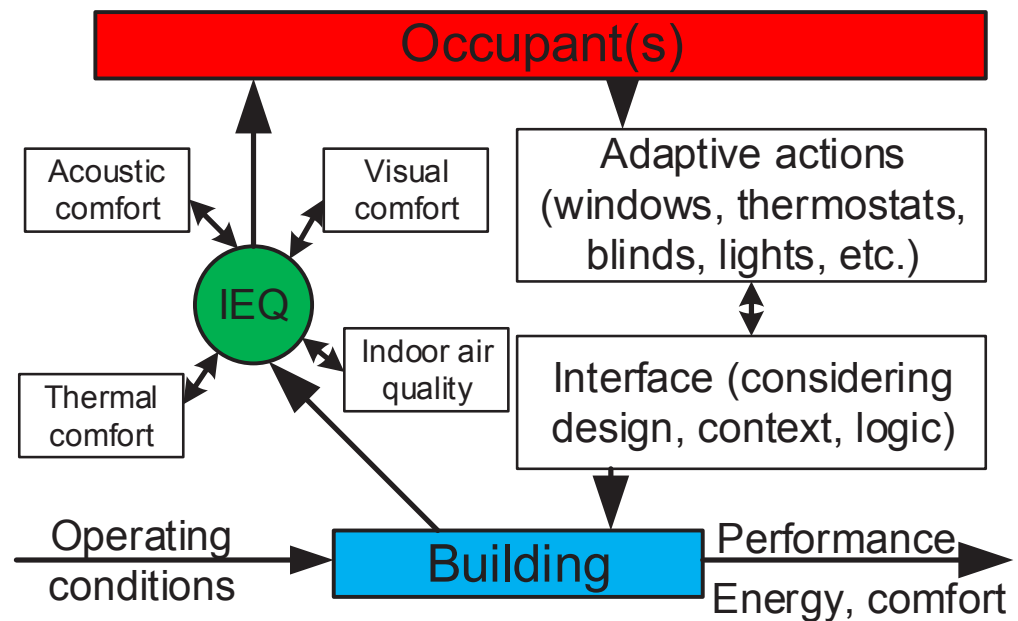 Occupant(s)
Acoustic
comfort
Visual
comfort
Adaptive actions
(windows, thermostats,
blinds, lights, etc.)
IEQ
Thermal
comfort
Indoor air
quality
Interface (considering
design, context, logic)
Operating
conditions
Building
Performance
Energy, comfort